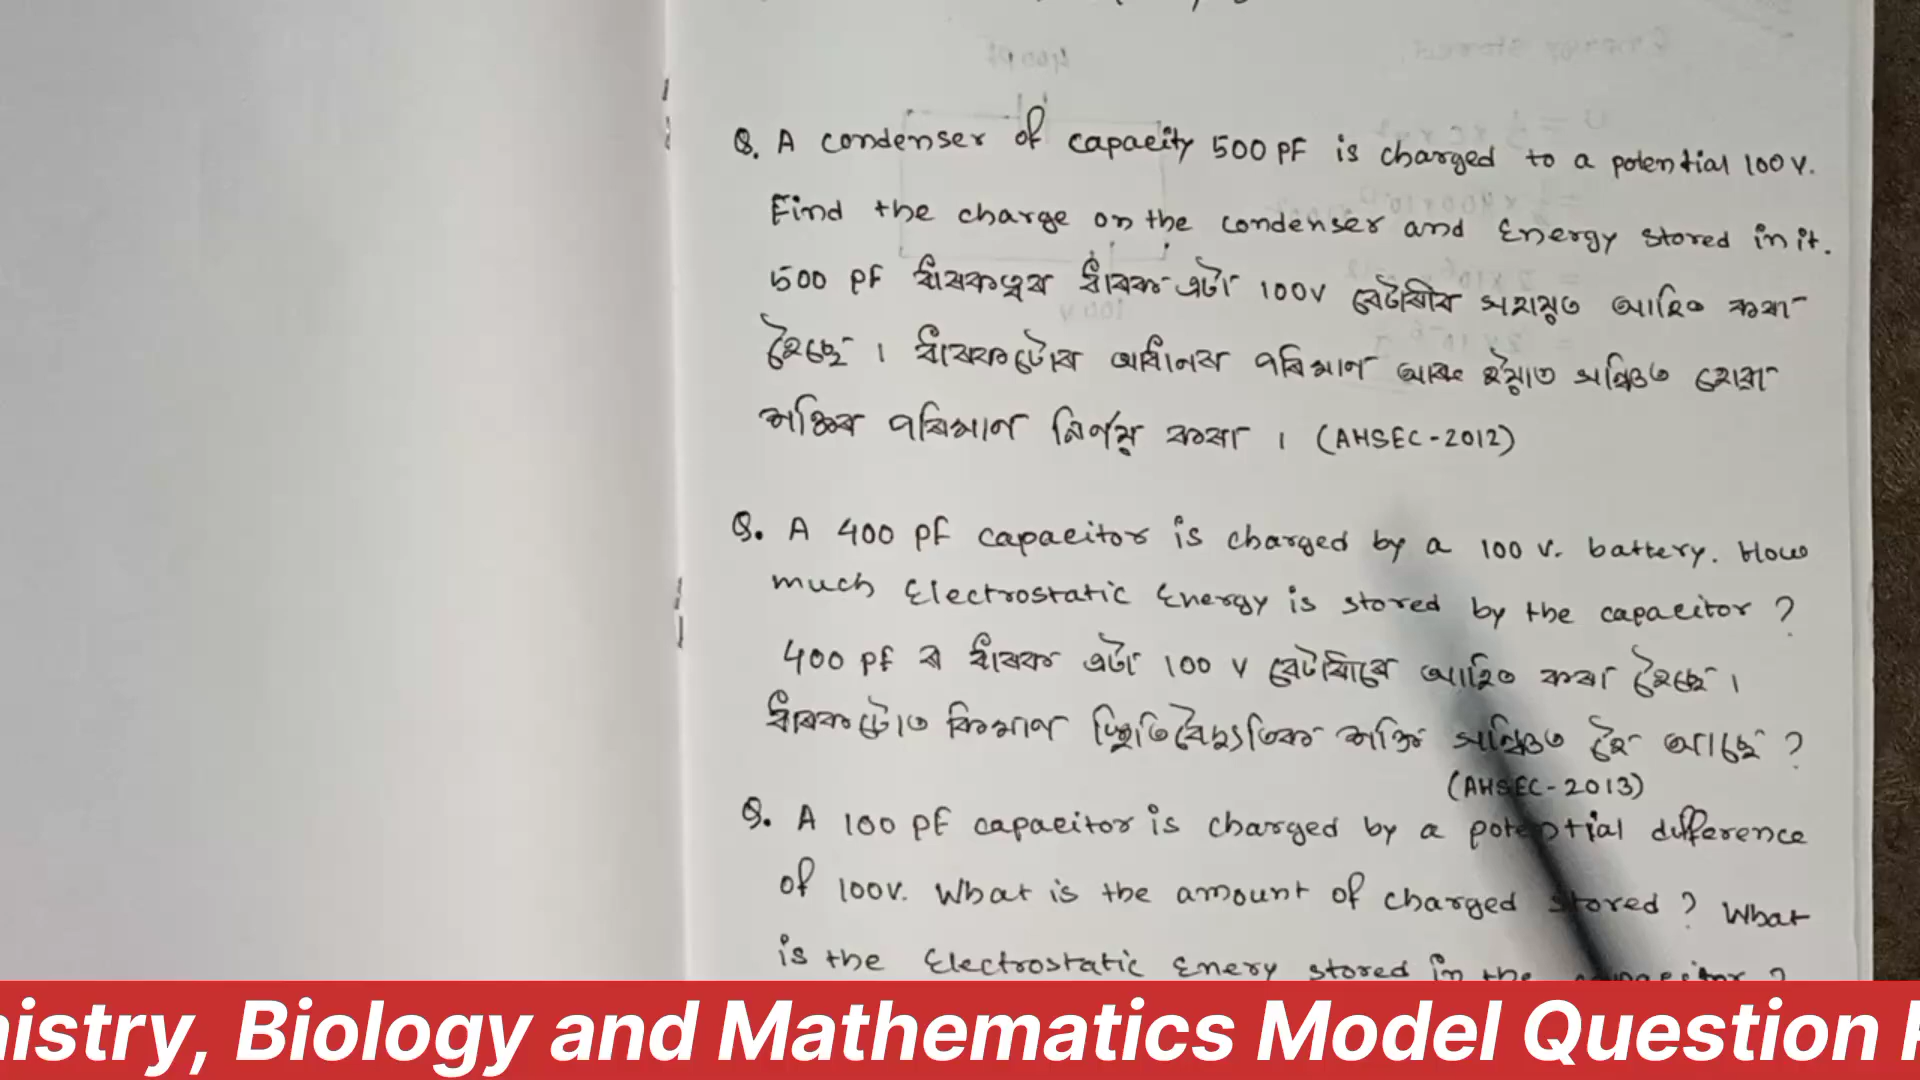 Q. A condenser of capacity 500 PF is charged to a potential 100 V.
Find the charge on the condenser and Energy stored in it.
500 PF ধাৰকত্বৰ ধাৰক এটা 100V বেটাৰীৰ সহায়ত আহিত কৰা
হৈছে । ধাৰকটোৰ আধানৰ পৰিমাণ আৰু ইয়াত সঞ্চিত হোৱা
শক্তিৰ পৰিমাণ নিৰ্ণয় কৰা । (AHSEC-2012)
Q. A 400 PF capacitor is charged by a 100 V. battery. How
much Electrostatic Energy is stored by the capacitor ?
400 PF ৰ ধাৰক এটা 100 V বেটাৰিৰে আহিত কৰা হৈছে ।
ধাৰকটোত কিমাণ স্থিতিবৈদ্যুতিক শক্তি সঞ্চিত হৈ আছে ?
(AHSEC-2013)
Q. A 100 PF capacitor is charged by a potential difference
of 100V. What is the amount of charged stored ? What
is the Electrostatic Enery stored in the capacitor ?
nistry, Biology and Mathematics Model Question